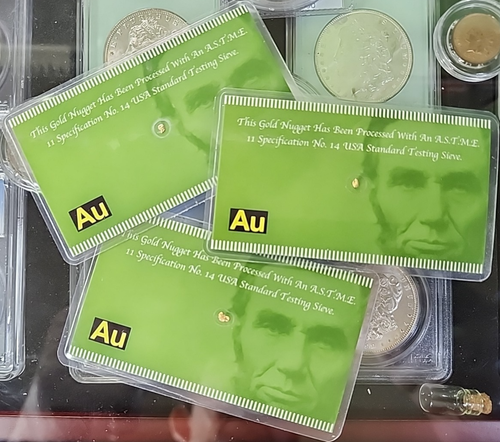 This Gold Nugget Has Been Processed With An A.S.T.M.E.
11 Specification No. 14 USA Standard Testing Sieve.
Au
This Gold Nugget Has Been Processed With An A.S.T.M.E.
11 Specification No. 14 USA Standard Testing Sieve.
Au
This Gold Nugget Has Been Processed With An A.S.T.M.E.
11 Specification No. 14 USA Standard Testing Sieve.
Au